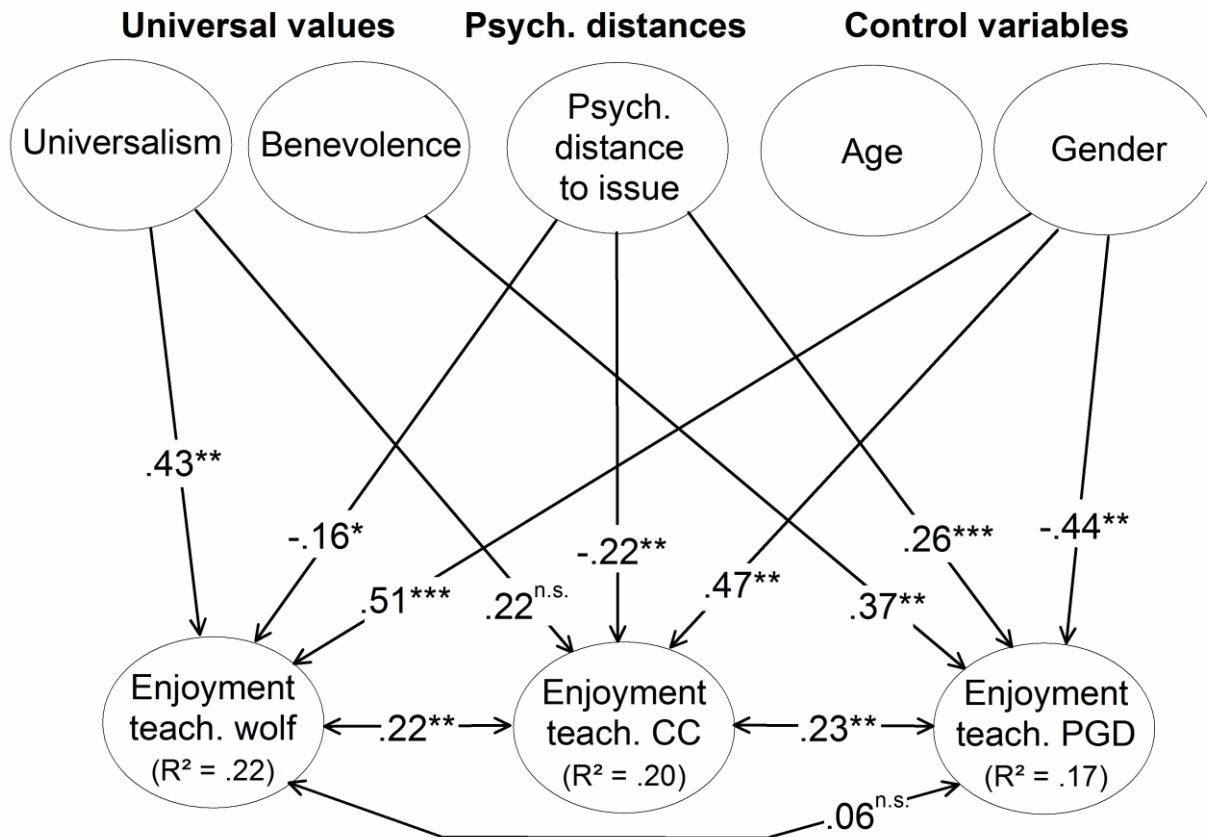 Universal values
Psych. distances
Control variables
Universalism
Benevolence
Psych.
distance
to issue
Age
Gender
.43**
-.16*
-.22**
.26***
-.44**
.51***
.22n.s.
.47**
.37**
Enjoyment
teach. wolf
(R² = .22)
.22**
Enjoyment
teach. CC
(R² = .20)
.23**
Enjoyment
teach. PGD
(R² = .17)
.06n.s.